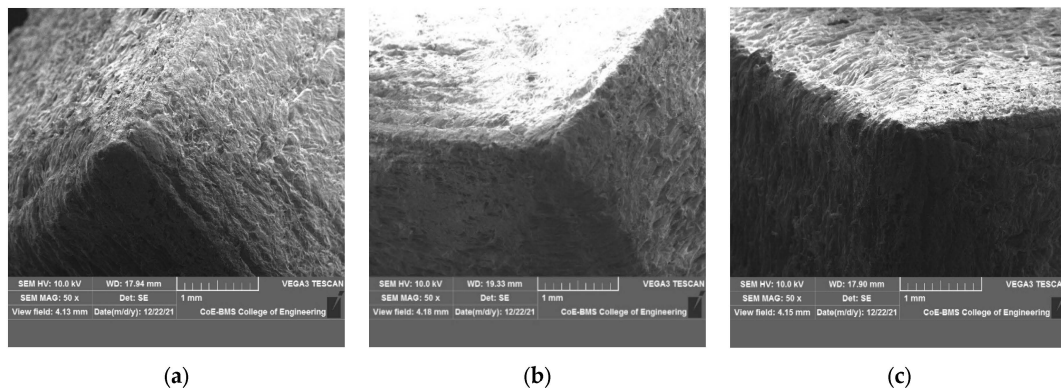 SEM HV: 10.0 kV WD: 17.94 mm VEGA3 TESCAN
SEM MAG: 50 x Det: SE 1 mm
View field: 4.13 mm Date(m/d/y): 12/22/21 CoE-BMS College of Engineering
(a)
SEM HV: 10.0 kV WD: 19.33 mm VEGA3 TESCAN
SEM MAG: 50 x Det: SE 1 mm
View field: 4.18 mm Date(m/d/y): 12/22/21 CoE-BMS College of Engineering
(b)
SEM HV: 10.0 kV WD: 17.90 mm VEGA3 TESCAN
SEM MAG: 50 x Det: SE 1 mm
View field: 4.15 mm Date(m/d/y): 12/22/21 CoE-BMS College of Engineering
(c)